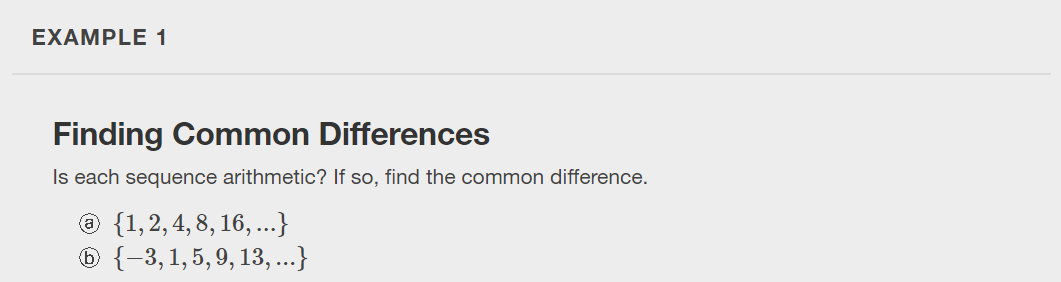 EXAMPLE 1
Finding Common Differences
Is each sequence arithmetic? If so, find the common difference.
ⓐ {1, 2, 4, 8, 16, ...}
ⓑ {−3, 1, 5, 9, 13, ...}